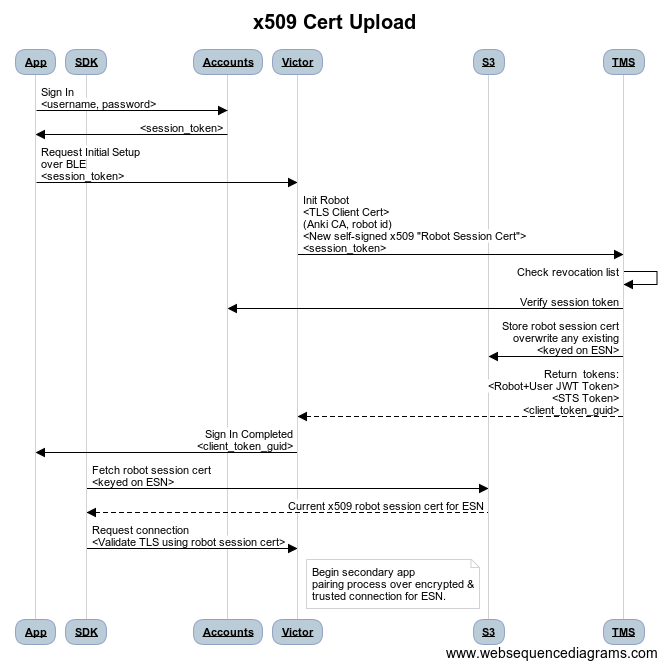 x509 Cert Upload
App SDK Accounts Victor S3 TMS
Sign In
<username, password>
<session_token>
Request Initial Setup
over BLE
<session_token>
Init Robot
<TLS Client Cert>
(Anki CA, robot id)
<New self-signed x509 "Robot Session Cert">
<session_token>
Check revocation list
Verify session token
Store robot session cert
overwrite any existing
<keyed on ESN>
Return tokens:
<Robot+User JWT Token>
<STS Token>
<client_token_guid>
Sign In Completed
<client_token_guid>
Fetch robot session cert
<keyed on ESN>
Current x509 robot session cert for ESN
Request connection
<Validate TLS using robot session cert>
Begin secondary app
pairing process over encrypted &
trusted connection for ESN.
App SDK Accounts Victor S3 TMS
www.websequencediagrams.com